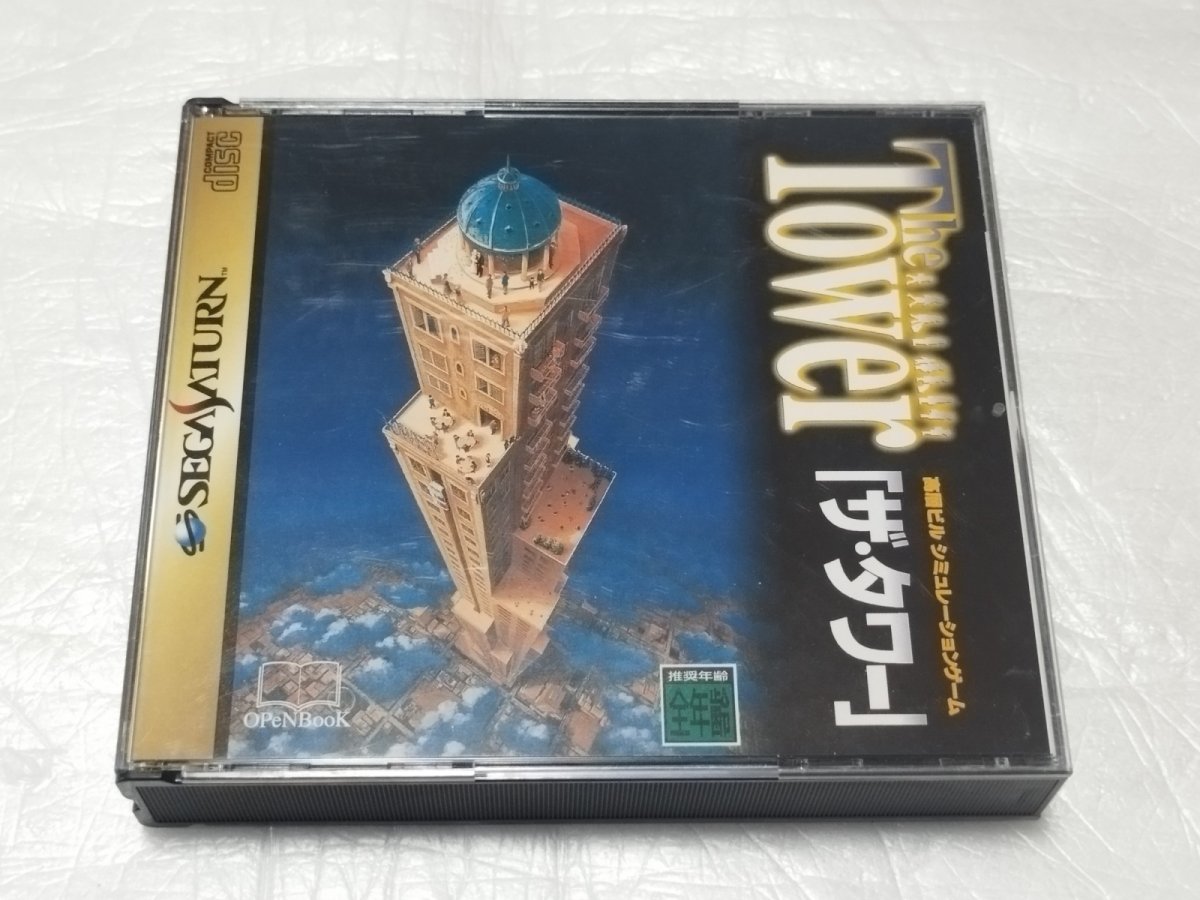 COMPACT
disc
SEGA SATURN™
The
Tower
高層ビル シミュレーションゲーム
「ザ・タワー」
OPeNBooK
推奨年齢
全年齢